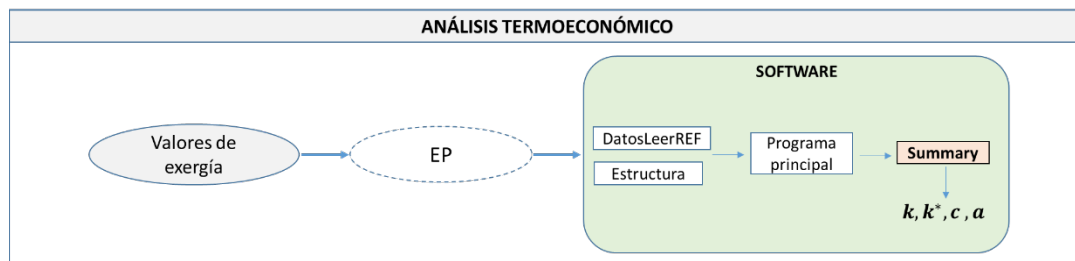 ANÁLISIS TERMOECONÓMICO
SOFTWARE
Valores de
exergía
EP
DatosLeerREF
Estructura
Programa
principal
Summary
k, k*, c , a